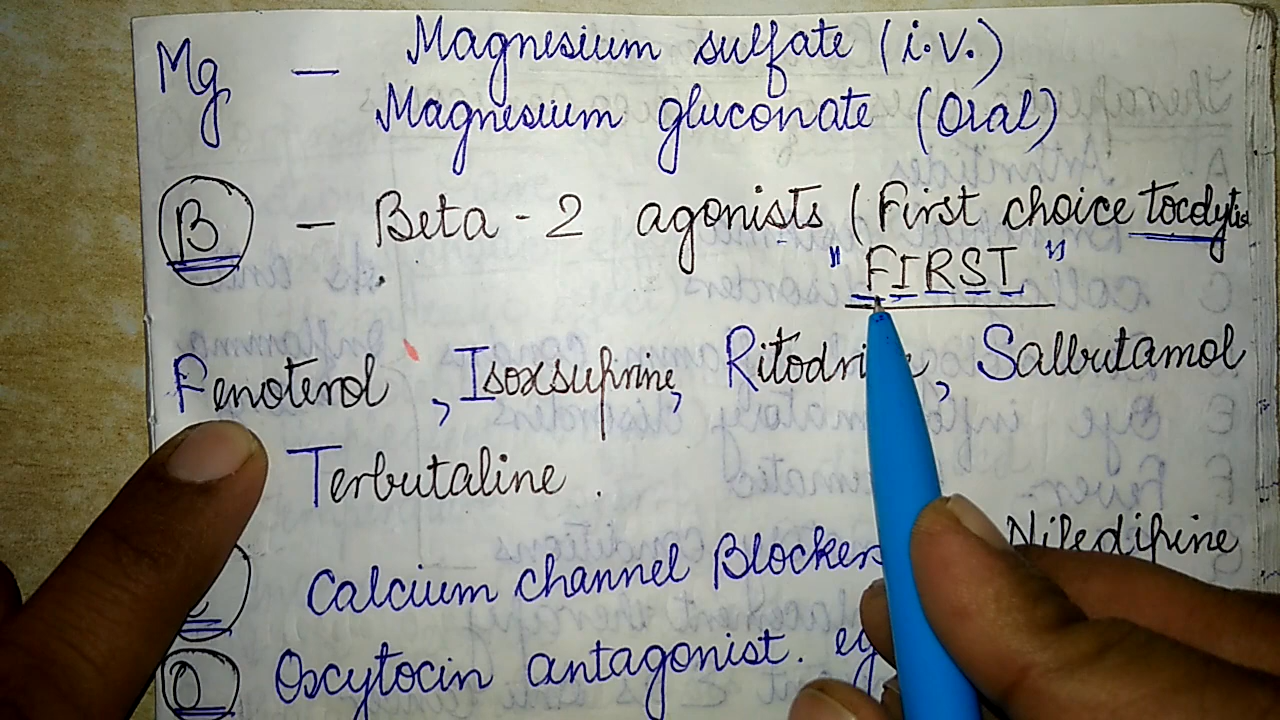 Mg - Magnesium sulfate (i.v.)
Magnesium gluconate (Oral)
B - Beta-2 agonists (First choice
"FIRST"
Fenoterol, Isoxsuprine, Ritodrine, Salbutamol
Terbutaline.
Calcium channel Blocker Nifedipine
O Oxytocin antagonist. eg